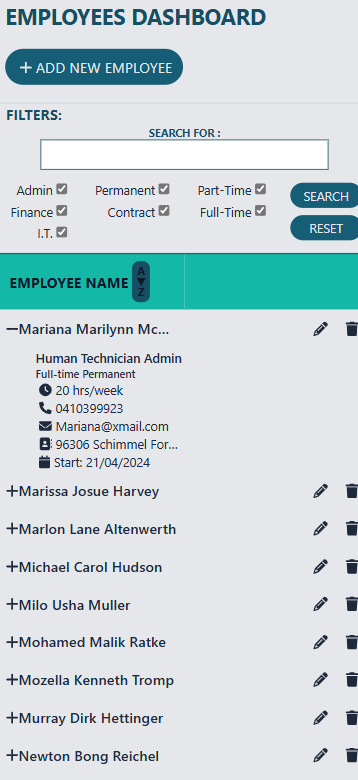 EMPLOYEES DASHBOARD
+ ADD NEW EMPLOYEE
FILTERS:
SEARCH FOR :
Admin Permanent Part-Time SEARCH
Finance Contract Full-Time
I.T. RESET
EMPLOYEE NAME A Z
Mariana Marilynn Mc...
Human Technician Admin
Full-time Permanent
20 hrs/week
0410399923
Mariana@xmail.com
96306 Schimmel For...
Start: 21/04/2024
+Marissa Josue Harvey
+Marlon Lane Altenwerth
+Michael Carol Hudson
+Milo Usha Muller
+Mohamed Malik Ratke
+Mozella Kenneth Tromp
+Murray Dirk Hettinger
+Newton Bong Reichel